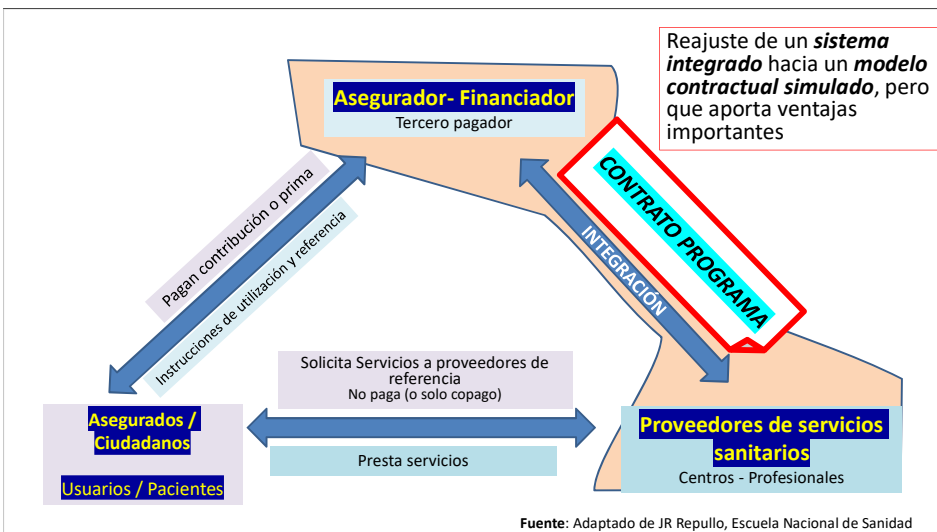 Reajuste de un sistema
integrado hacia un modelo
contractual simulado, pero
que aporta ventajas
importantes
Asegurador- Financiador
Tercero pagador
CONTRATO PROGRAMA
INTEGRACIÓN
Pagan contribución o prima
Instrucciones de utilización y referencia
Solicita Servicios a proveedores de
referencia
No paga (o solo copago)
Presta servicios
Asegurados /
Ciudadanos
Usuarios / Pacientes
Proveedores de servicios
sanitarios
Centros - Profesionales
Fuente: Adaptado de JR Repullo, Escuela Nacional de Sanidad